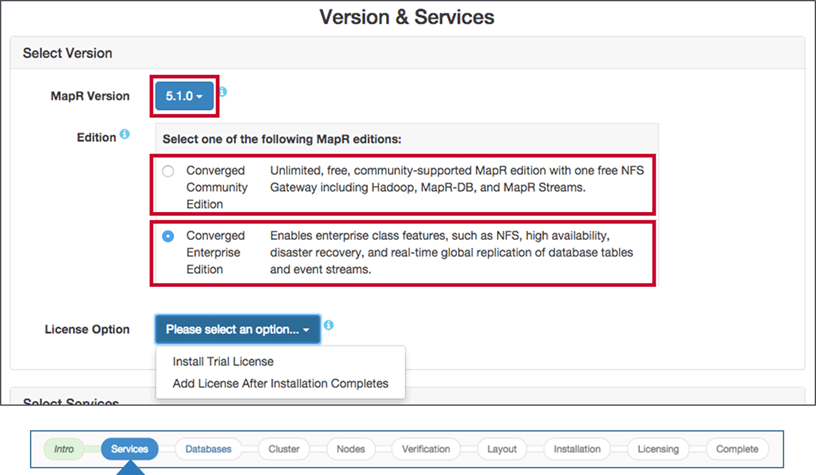 Version & Services
Select Version
MapR Version
5.1.0
Edition
Select one of the following MapR editions:
Converged Unlimited, free, community-supported MapR edition with one free NFS
Community Gateway including Hadoop, MapR-DB, and MapR Streams.
Edition
Converged Enables enterprise class features, such as NFS, high availability,
Enterprise disaster recovery, and real-time global replication of database tables
Edition and event streams.
License Option
Please select an option...
Install Trial License
Add License After Installation Completes
Select Services
Intro Services Databases Cluster Nodes Verification Layout Installation Licensing Complete